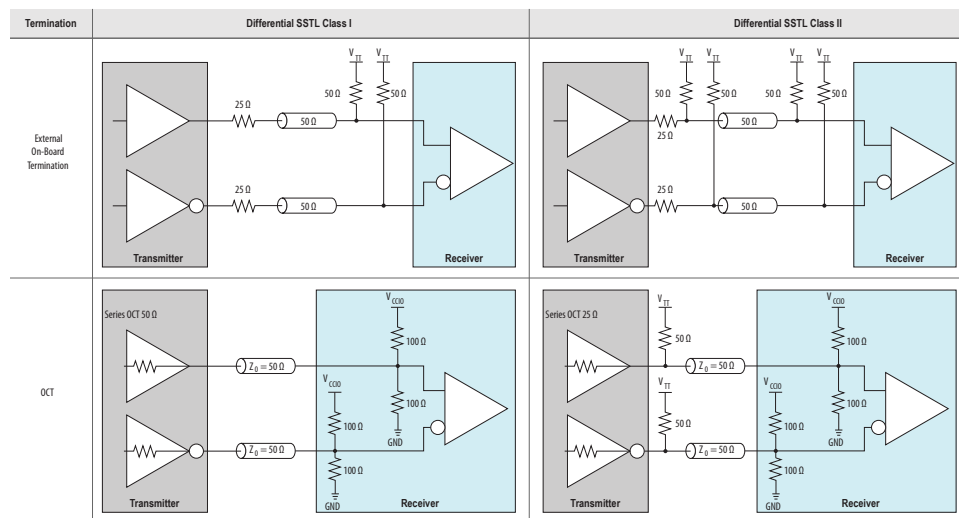 Termination
Differential SSTL Class I
Differential SSTL Class II
External
On-Board
Termination
V TT
V TT
50 Ω
50 Ω
25 Ω
50 Ω
25 Ω
50 Ω
Transmitter
Receiver
V TT
V TT
V TT
V TT
50 Ω
50 Ω
50 Ω
50 Ω
25 Ω
50 Ω
25 Ω
50 Ω
Transmitter
Receiver
OCT
Series OCT 50 Ω
V CCIO
100 Ω
Z0 = 50 Ω
V CCIO
100 Ω
100 Ω
GND
Z0 = 50 Ω
100 Ω
GND
Transmitter
Receiver
Series OCT 25 Ω
V TT
50 Ω
V CCIO
100 Ω
Z0 = 50 Ω
V TT
V CCIO
50 Ω
100 Ω
100 Ω
GND
Z0 = 50 Ω
100 Ω
GND
Transmitter
Receiver